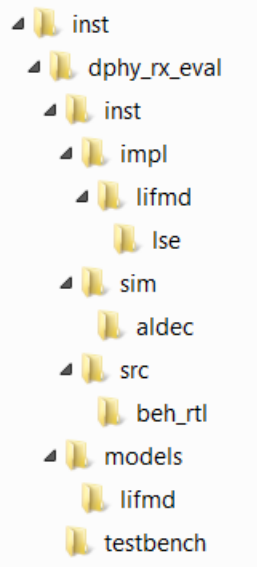 inst
dphy_rx_eval
inst
impl
lifmd
lse
sim
aldec
src
beh_rtl
models
lifmd
testbench